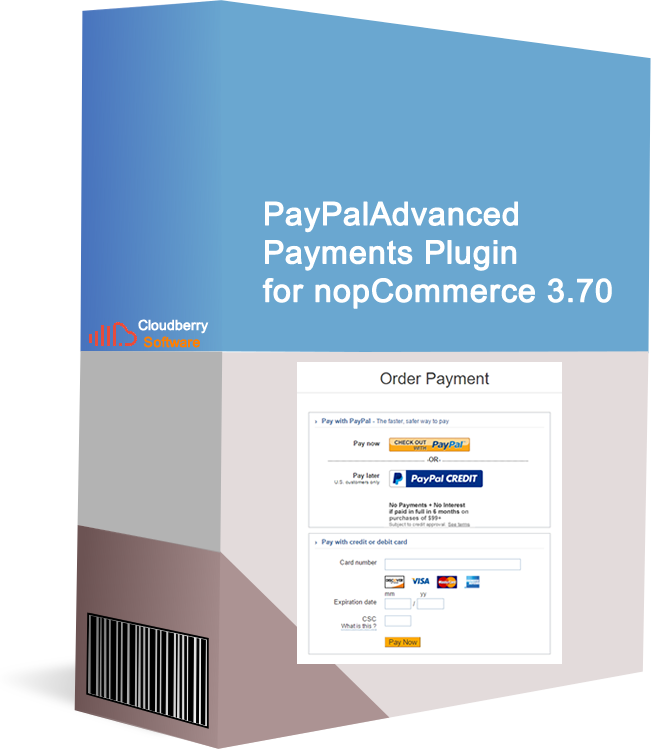 PayPalAdvanced
Payments Plugin
for nopCommerce 3.70
Cloudberry
Software
Order Payment
Pay with PayPal - The faster, safer way to pay
Pay now
CHECK OUT
WITH PayPal
-OR-
Pay later
U.S. customers only
PayPal CREDIT
No Payments + No Interest
if paid in full in 6 months on
purchases of $99+
Subject to credit approval. See terms
Pay with credit or debit card
Card number
DISCOVER VISA MasterCard
mm yy
Expiration date /
CSC
What is this ?
Pay Now